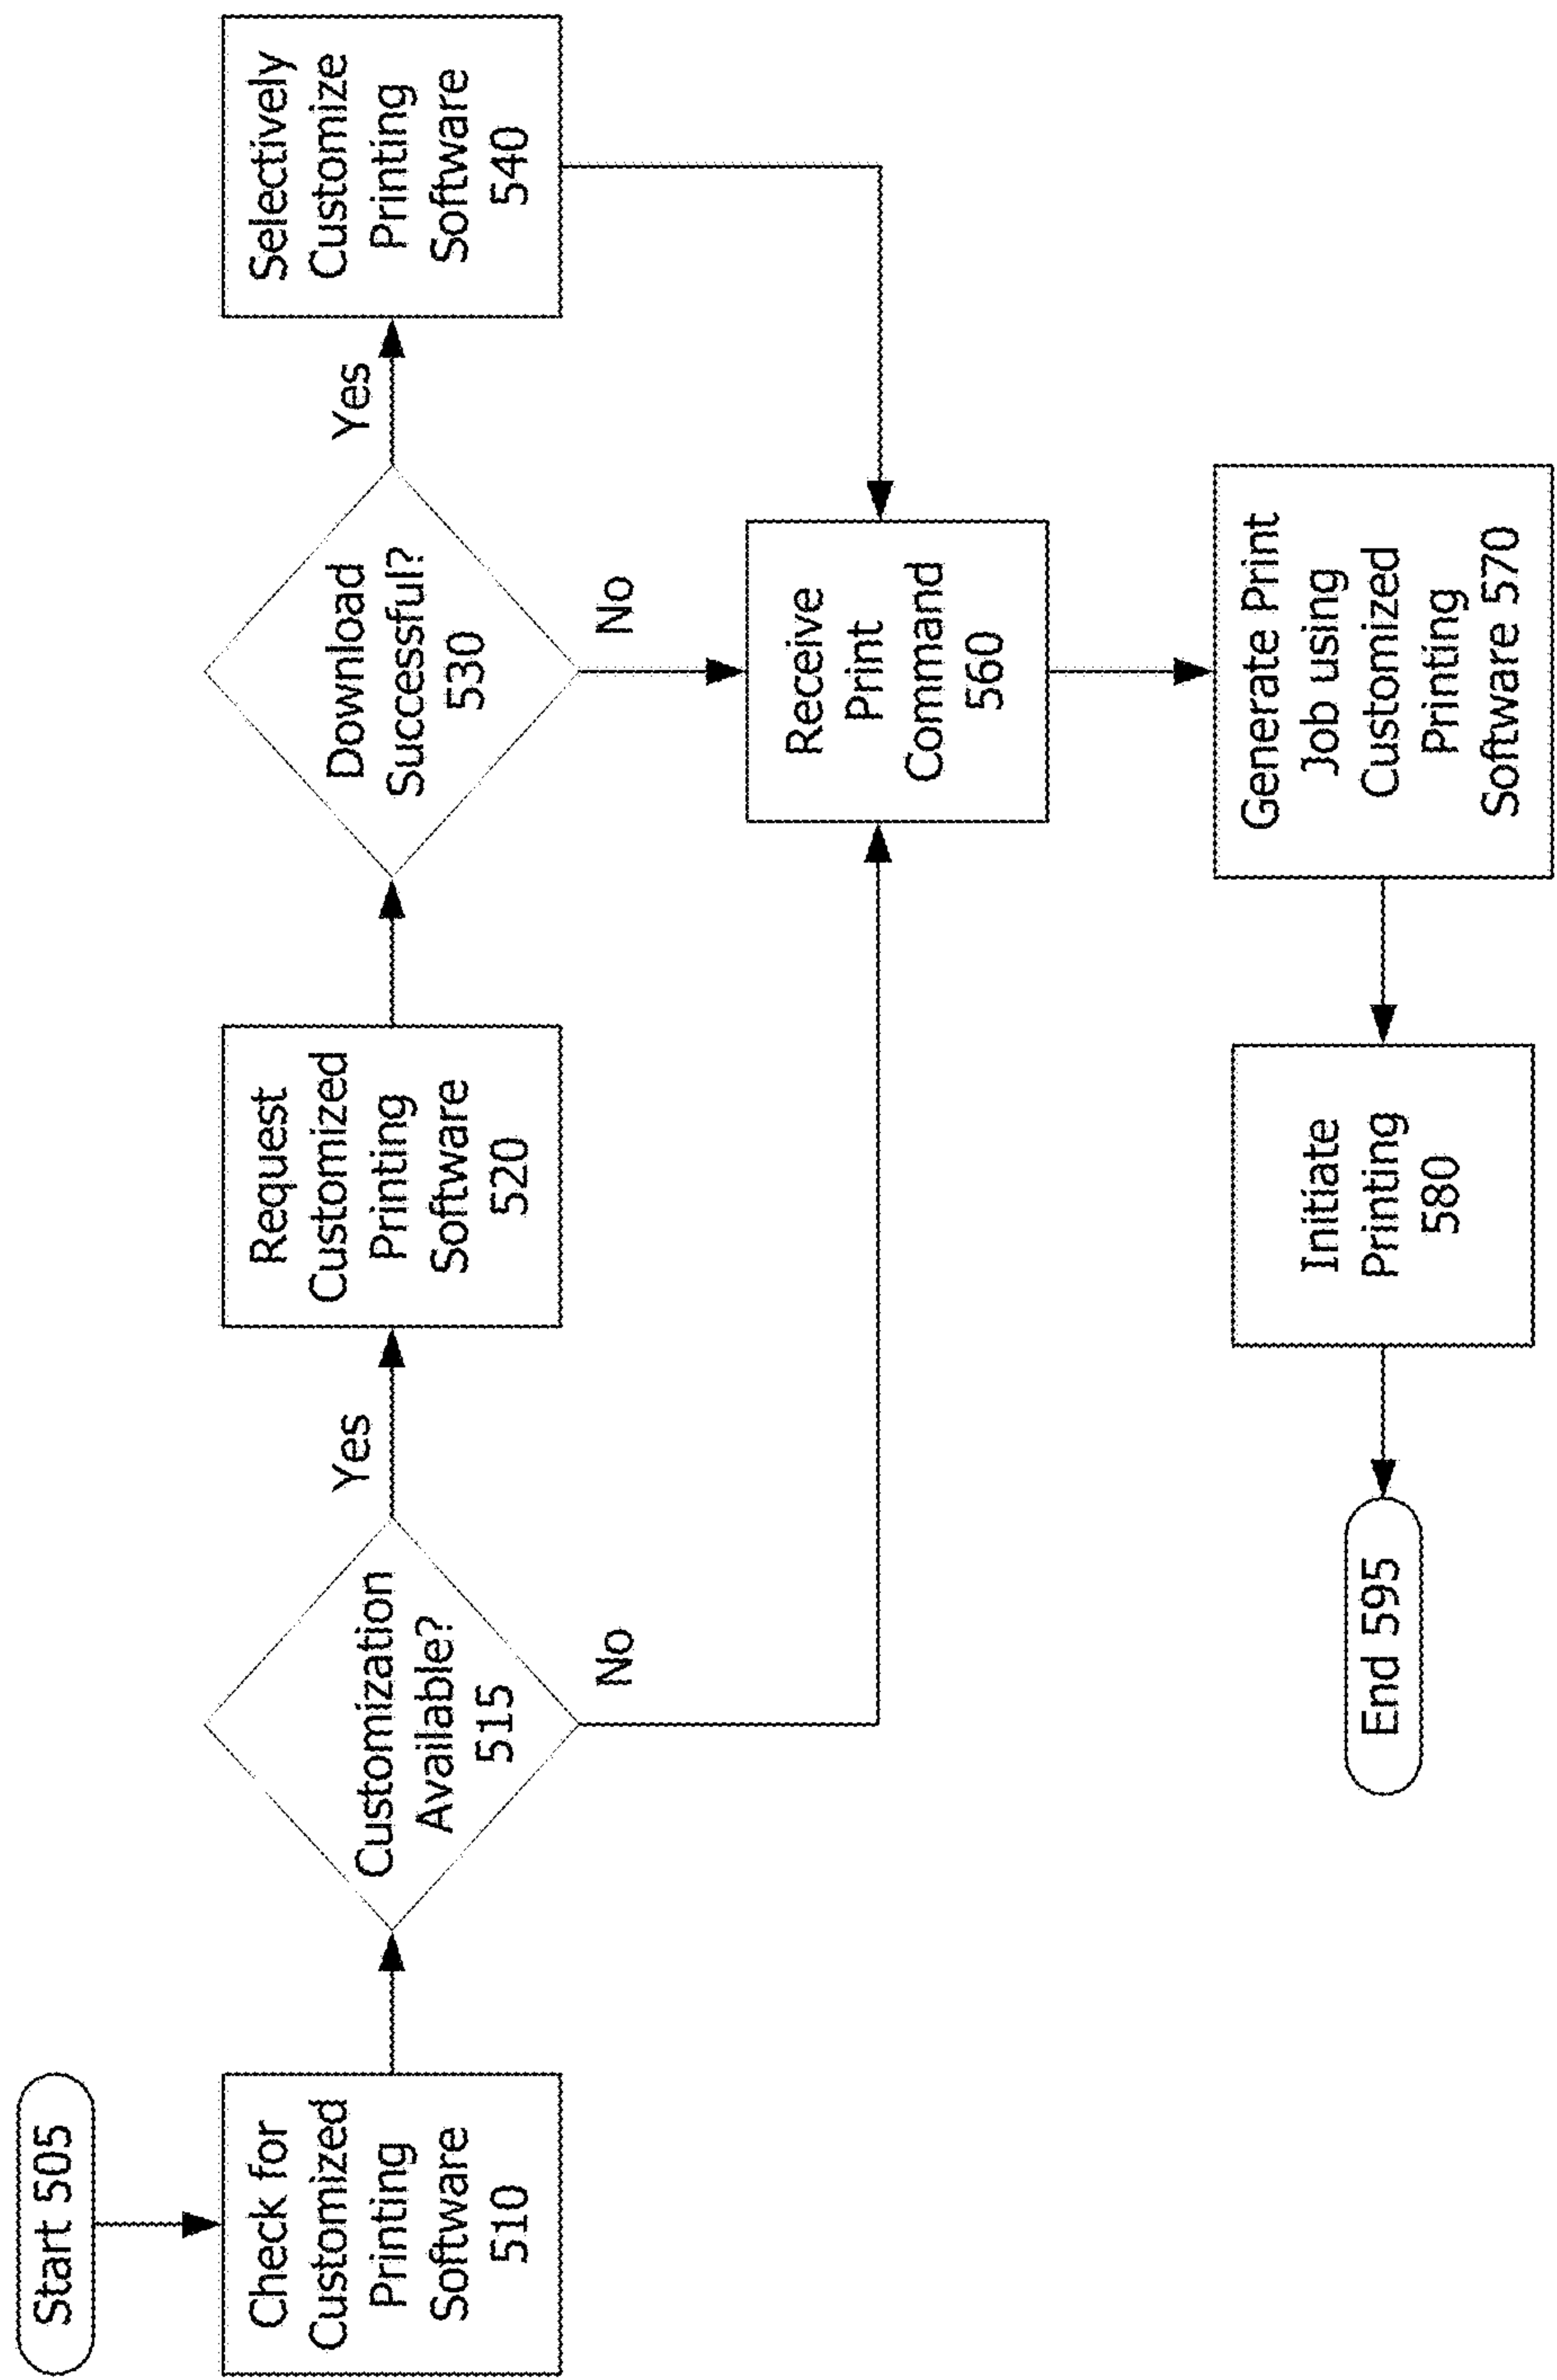 Start 505
Check for
Customized
Printing
Software
510
Customization
Available?
515
Yes
No
Request
Customized
Printing
Software
520
Download
Successful?
530
Yes
No
Selectively
Customize
Printing
Software
540
Receive
Print
Command
560
Generate Print
Job using
Customized
Printing
Software 570
Initiate
Printing
580
End 595